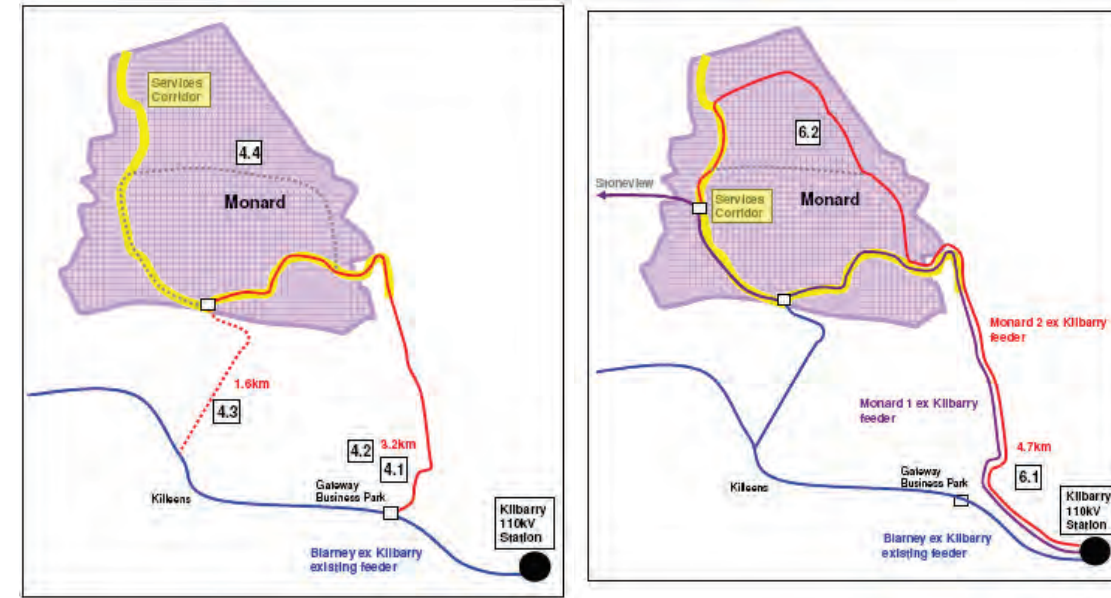 Services
Corridor
4.4
Monard
1.6km
4.3
4.2
3.2km
4.1
Gateway
Business Park
Killeens
Kilbarry
110kV
Station
Blarney ex Kilbarry
existing feeder
6.2
Stoneview
Services
Corridor
Monard
Monard 2 ex Kilbarry
feeder
Monard 1 ex Kilbarry
feeder
4.7km
6.1
Gateway
Business Park
Killeens
Kilbarry
110kV
Station
Blarney ex Kilbarry
existing feeder